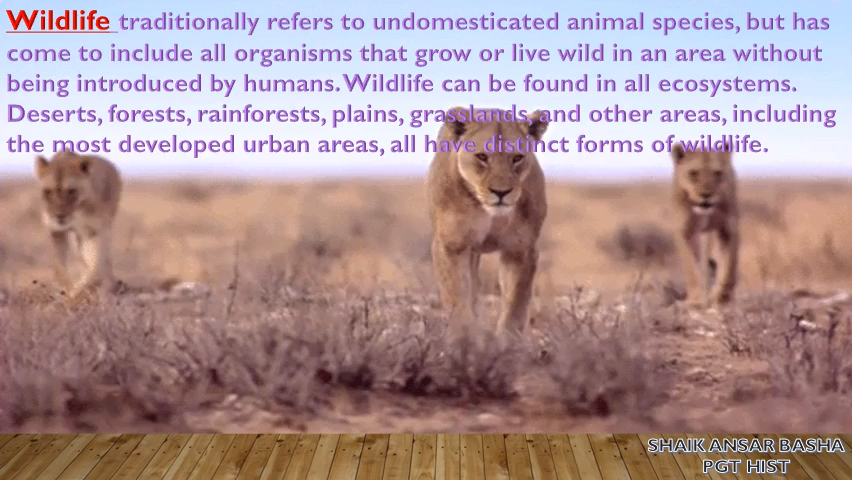 Wildlife traditionally refers to undomesticated animal species, but has
come to include all organisms that grow or live wild in an area without
being introduced by humans. Wildlife can be found in all ecosystems.
Deserts, forests, rainforests, plains, grasslands, and other areas, including
the most developed urban areas, all have distinct forms of wildlife.
SHAIK ANSAR BASHA
PGT HIST